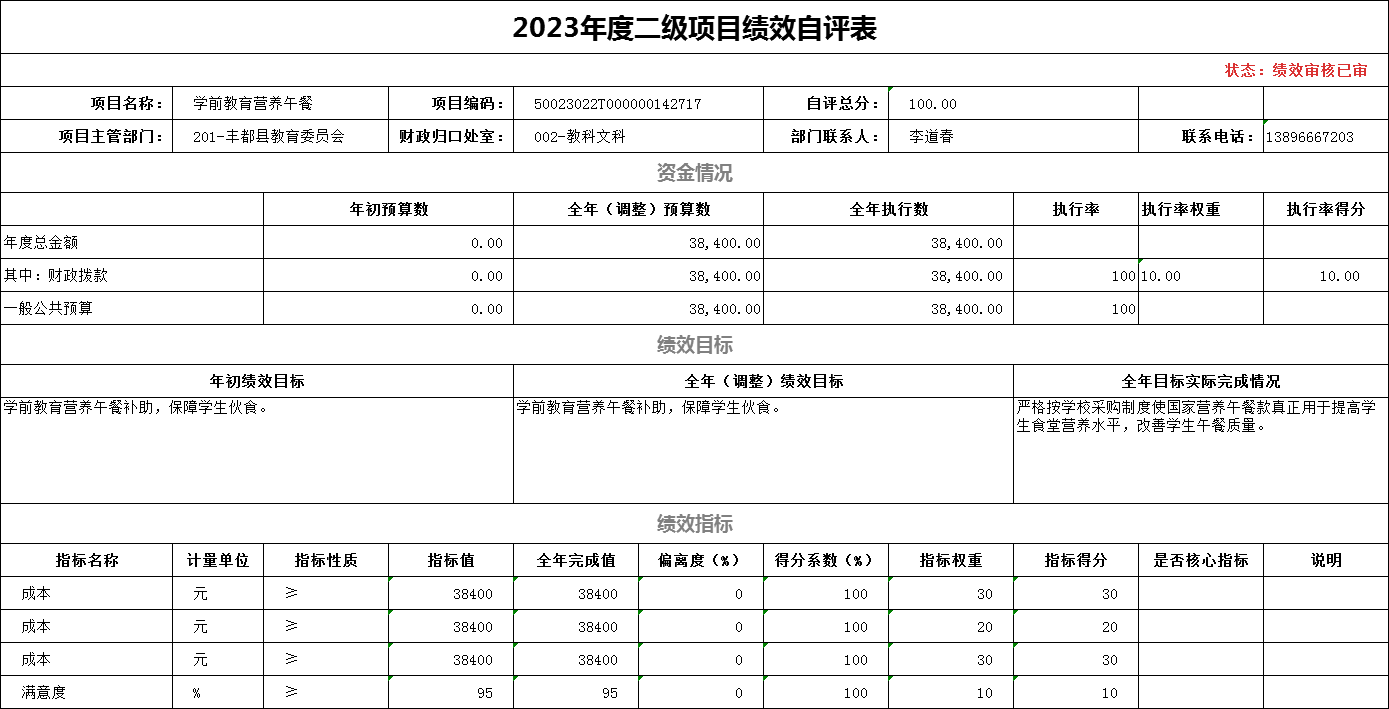 2023年度二级项目绩效自评表
状态：绩效审核已审
项目名称： 学前教育营养午餐 项目编码： 50023022T000000142717 自评总分： 100.00
项目主管部门： 201-丰都县教育委员会 财政归口处室： 002-教科文科 部门联系人： 李道春 联系电话： 13896667203
资金情况
年初预算数 全年（调整）预算数 全年执行数 执行率 执行率权重 执行率得分
年度总金额 0.00 38,400.00 38,400.00
其中：财政拨款 0.00 38,400.00 38,400.00 100 10.00 10.00
一般公共预算 0.00 38,400.00 38,400.00 100
绩效目标
年初绩效目标 全年（调整）绩效目标 全年目标实际完成情况
学前教育营养午餐补助，保障学生伙食。 学前教育营养午餐补助，保障学生伙食。 严格按学校采购制度使国家营养午餐款真正用于提高学
生食堂营养水平，改善学生午餐质量。
绩效指标
指标名称 计量单位 指标性质 指标值 全年完成值 偏离度（%） 得分系数（%） 指标权重 指标得分 是否核心指标 说明
成本 元 ≥ 38400 38400 0 100 30 30
成本 元 ≥ 38400 38400 0 100 20 20
成本 元 ≥ 38400 38400 0 100 30 30
满意度 % ≥ 95 95 0 100 10 10